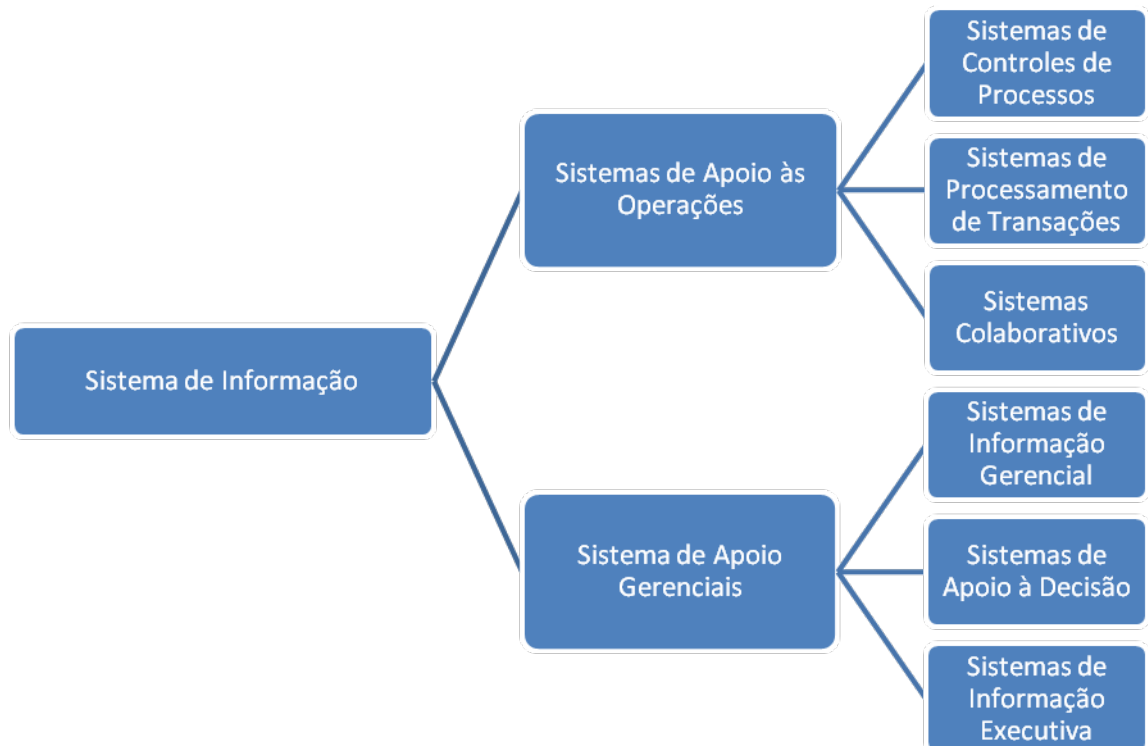 Sistema de Informação
Sistemas de Apoio às
Operações
Sistemas de
Controles de
Processos
Sistemas de
Processamento
de Transações
Sistemas
Colaborativos
Sistema de Apoio
Gerenciais
Sistemas de
Informação
Gerencial
Sistemas de
Apoio à Decisão
Sistemas de
Informação
Executiva